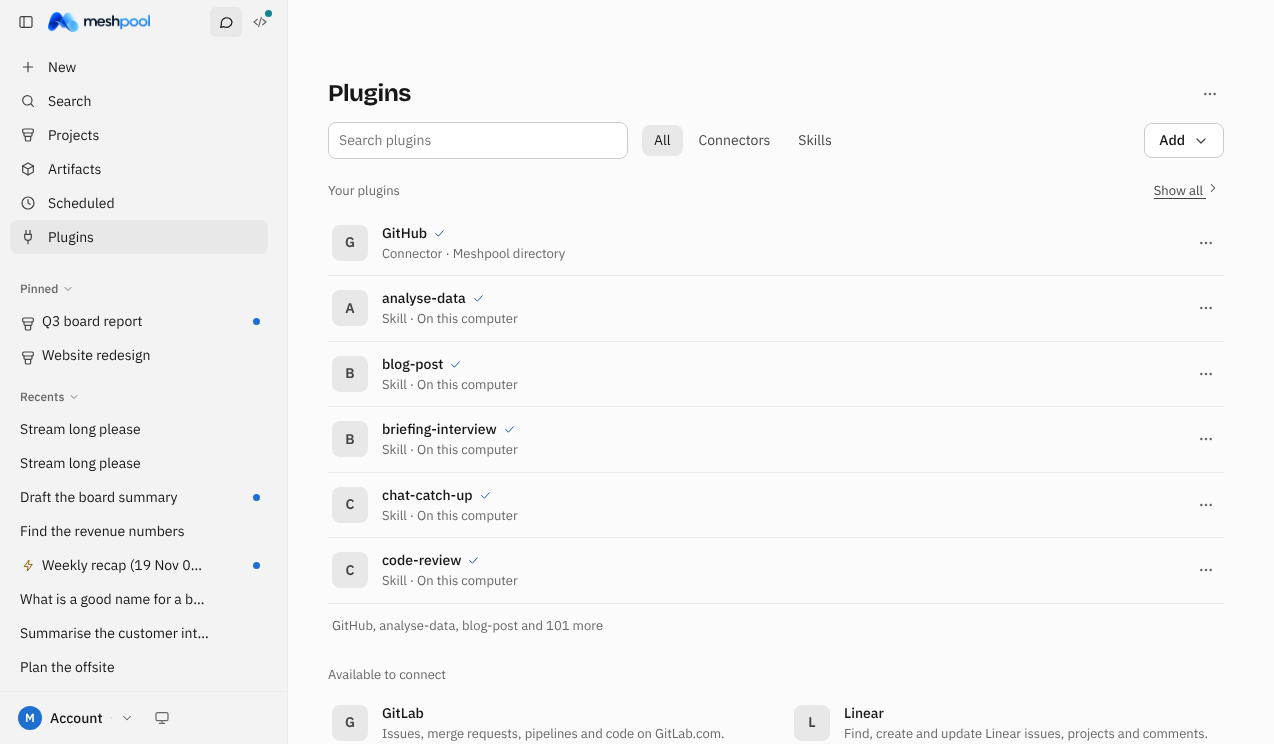 meshpool
New
Search
Projects
Artifacts
Scheduled
Plugins
Pinned
Q3 board report
Website redesign
Recents
Stream long please
Stream long please
Draft the board summary
Find the revenue numbers
Weekly recap (19 Nov 0...
What is a good name for a b...
Summarise the customer int...
Plan the offsite
M Account
Plugins
Search plugins
All Connectors Skills
Add
Your plugins
Show all
G
GitHub
Connector · Meshpool directory
A
analyse-data
Skill · On this computer
B
blog-post
Skill · On this computer
B
briefing-interview
Skill · On this computer
C
chat-catch-up
Skill · On this computer
C
code-review
Skill · On this computer
GitHub, analyse-data, blog-post and 101 more
Available to connect
G
GitLab
Issues, merge requests, pipelines and code on GitLab.com.
L
Linear
Find, create and update Linear issues, projects and comments.